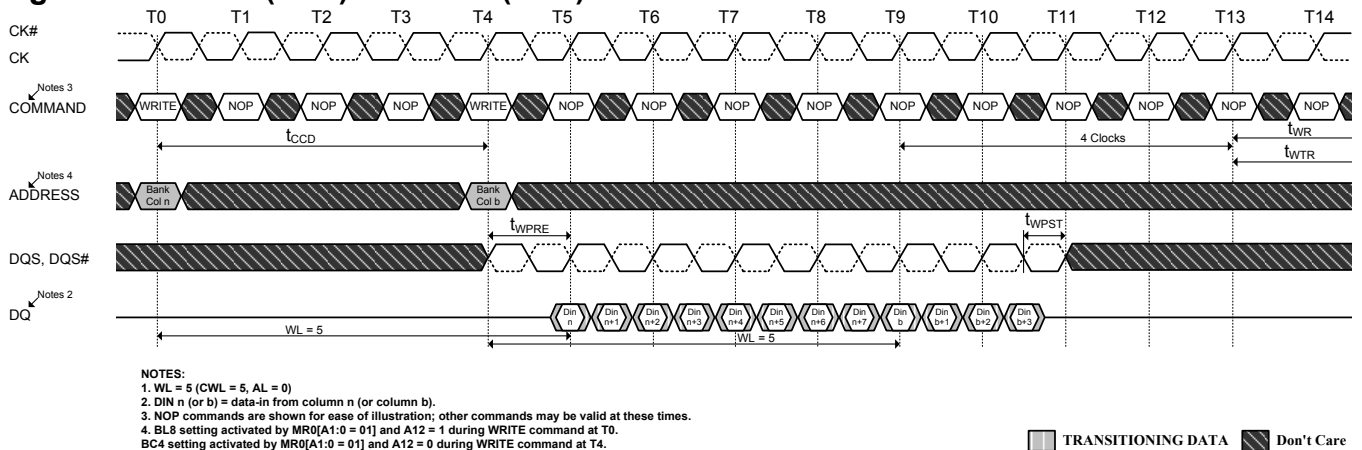 T0 T1 T2 T3 T4 T5 T6 T7 T8 T9 T10 T11 T12 T13 T14
CK#
CK
Notes 3
COMMAND
WRITE NOP NOP NOP WRITE NOP NOP NOP NOP NOP NOP NOP NOP NOP NOP
tCCD
4 Clocks
tWR
tWTR
Notes 4
ADDRESS
Bank Col n
Bank Col b
tWPRE
tWPST
DQS, DQS#
Notes 2
DQ
Din n Din n+1 Din n+2 Din n+3 Din n+4 Din n+5 Din n+6 Din n+7 Din b Din b+1 Din b+2 Din b+3
WL = 5
WL = 5
NOTES:
1. WL = 5 (CWL = 5, AL = 0)
2. DIN n (or b) = data-in from column n (or column b).
3. NOP commands are shown for ease of illustration; other commands may be valid at these times.
4. BL8 setting activated by MR0[A1:0 = 01] and A12 = 1 during WRITE command at T0.
BC4 setting activated by MR0[A1:0 = 01] and A12 = 0 during WRITE command at T4.
TRANSITIONING DATA
Don't Care